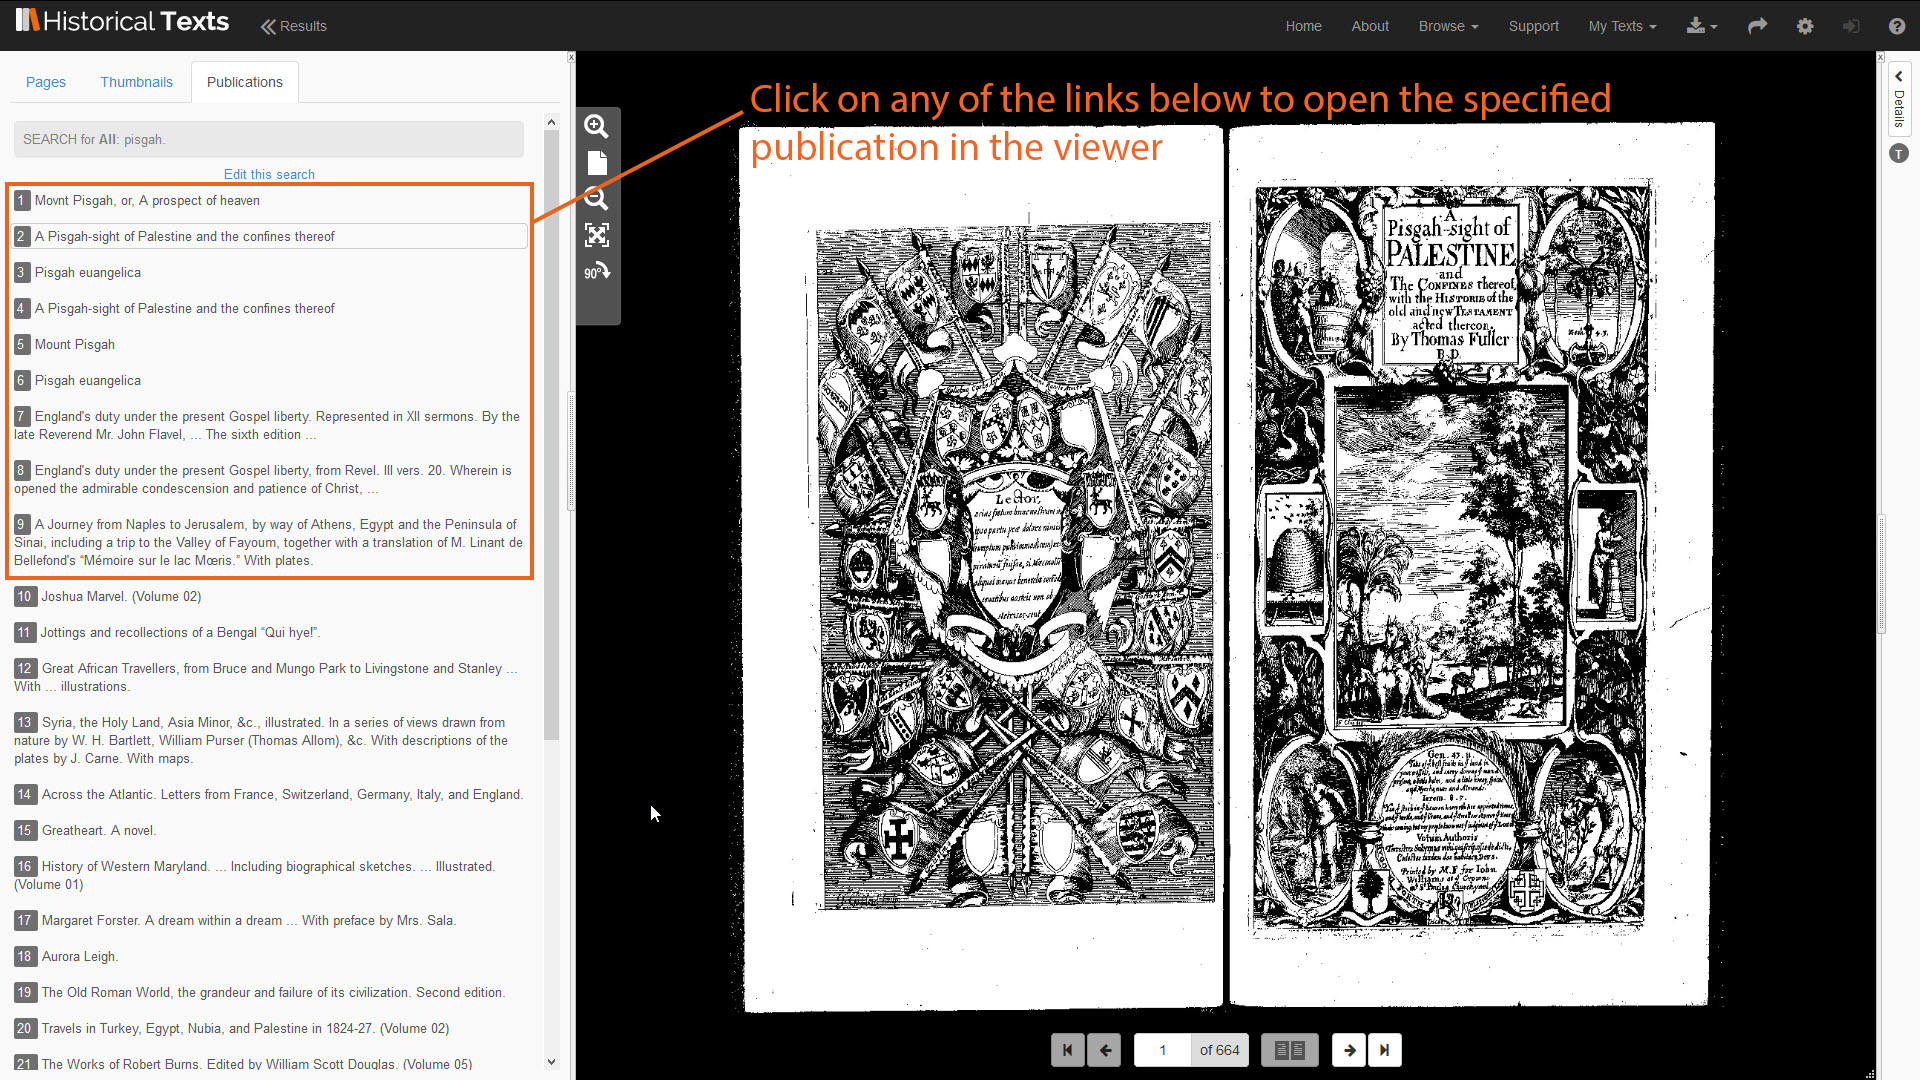 Historical Texts
Results
Home
About
Browse
Support
My Texts
Pages
Thumbnails
Publications
SEARCH for All: pisgah.
Edit this search
1 Movnt Pisgah, or, A prospect of heaven
2 A Pisgah-sight of Palestine and the confines thereof
3 Pisgah euangelica
4 A Pisgah-sight of Palestine and the confines thereof
5 Mount Pisgah
6 Pisgah euangelica
7 England's duty under the present Gospel liberty. Represented in XII sermons. By the
late Reverend Mr. John Flavel, ... The sixth edition ...
8 England's duty under the present Gospel liberty, from Revel. III vers. 20. Wherein is
opened the admirable condescension and patience of Christ, ...
9 A Journey from Naples to Jerusalem, by way of Athens, Egypt and the Peninsula of
Sinai, including a trip to the Valley of Fayoum, together with a translation of M. Linant de
Bellefond's “Mémoire sur le lac Mœris.” With plates.
10 Joshua Marvel. (Volume 02)
11 Jottings and recollections of a Bengal “Qui hye!”.
12 Great African Travellers, from Bruce and Mungo Park to Livingstone and Stanley ...
With ... illustrations.
13 Syria, the Holy Land, Asia Minor, &c., illustrated. In a series of views drawn from
nature by W. H. Bartlett, William Purser (Thomas Allom), &c. With descriptions of the
plates by J. Carne. With maps.
14 Across the Atlantic. Letters from France, Switzerland, Germany, Italy, and England.
15 Greatheart. A novel.
16 History of Western Maryland. ... Including biographical sketches. ... Illustrated.
(Volume 01)
17 Margaret Forster. A dream within a dream ... With preface by Mrs. Sala.
18 Aurora Leigh.
19 The Old Roman World, the grandeur and failure of its civilization. Second edition.
20 Travels in Turkey, Egypt, Nubia, and Palestine in 1824-27. (Volume 02)
21 The Works of Robert Burns. Edited by William Scott Douglas. (Volume 05)
Click on any of the links below to open the specified
publication in the viewer
90°
Lector,
A
Pisgah-sight of
PALESTINE
and
The CONFINES thereof,
with the HISTORIE of the
old and new TESTAMENT
acted thereon.
By Thomas Fuller
B.D.
Gen. 43. 11.
Ierem. 8. 7.
Votum Authoris
Printed by M.F for Iohn
Williams
1
of 664
Details
T